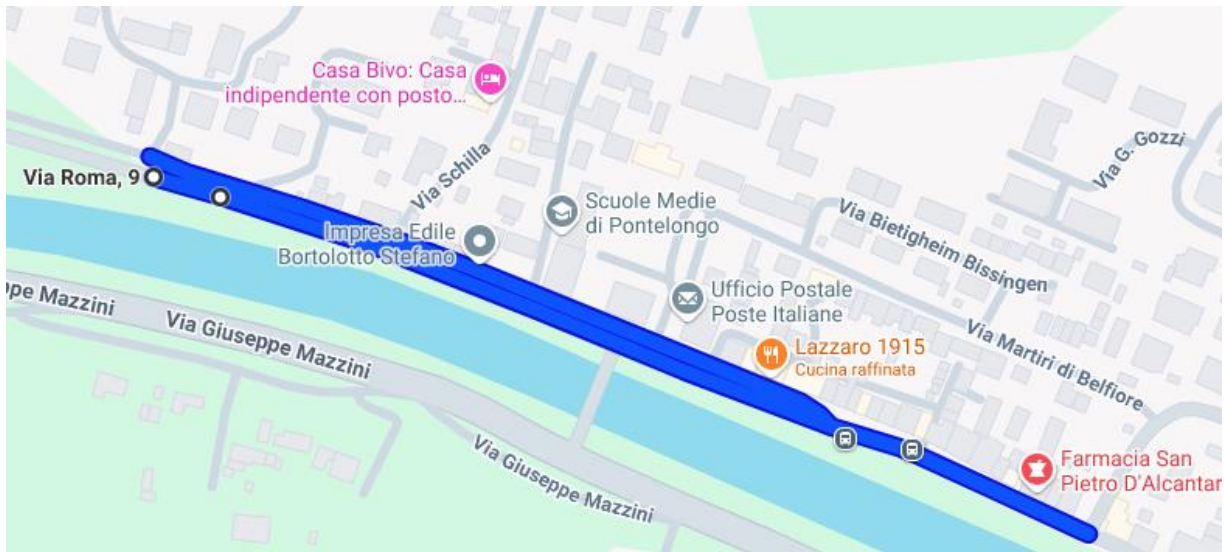 Casa Bivo: Casa
indipendente con posto...
Via Roma, 9
Via Schilla
Via G. Gozzi
Scuole Medie
di Pontelongo
Impresa Edile
Bortolotto Stefano
Via Bietigheim Bissingen
Ufficio Postale
Poste Italiane
ppe Mazzini
Via Giuseppe Mazzini
Via Martiri di Belfiore
Lazzaro 1915
Cucina raffinata
Via Giuseppe Mazzini
Farmacia San
Pietro D'Alcantar